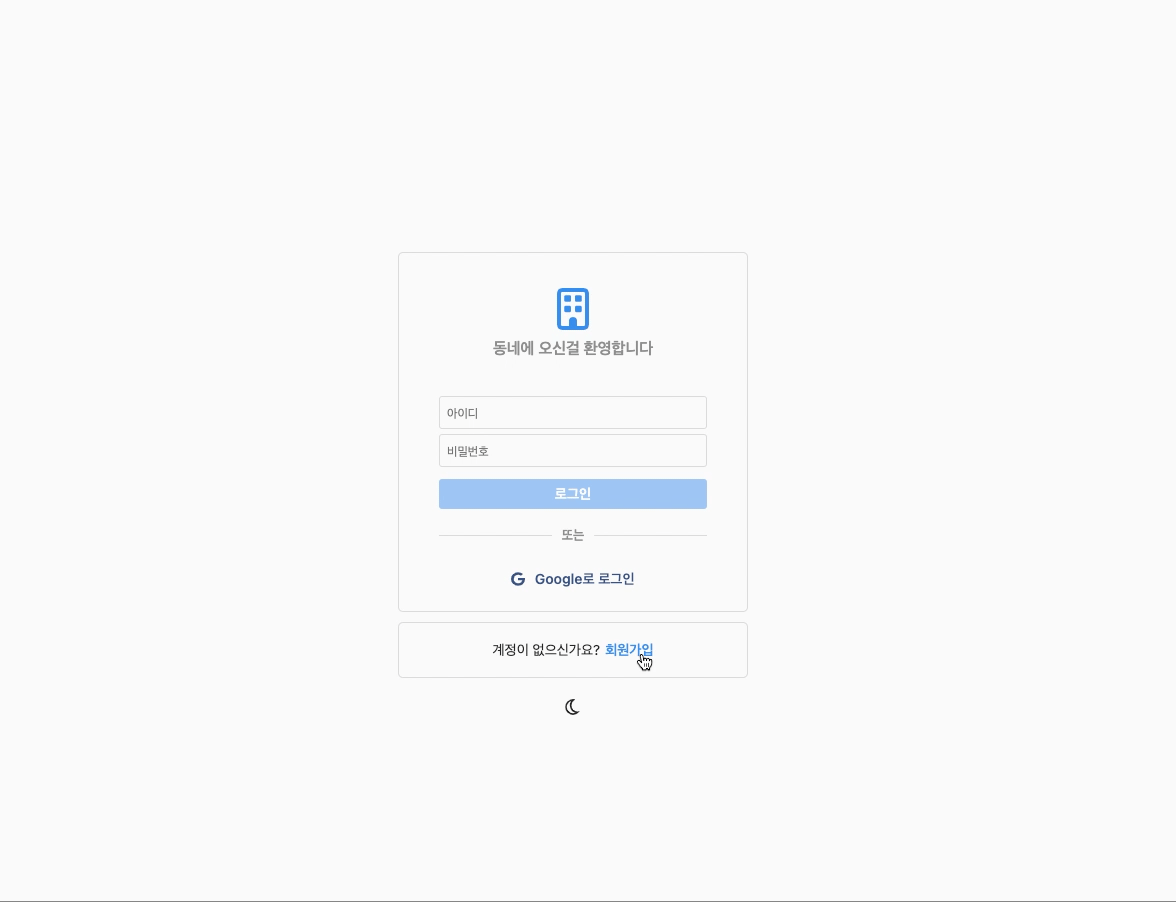 동네에 오신걸 환영합니다
아이디
비밀번호
로그인
또는
Google로 로그인
계정이 없으신가요? 회원가입